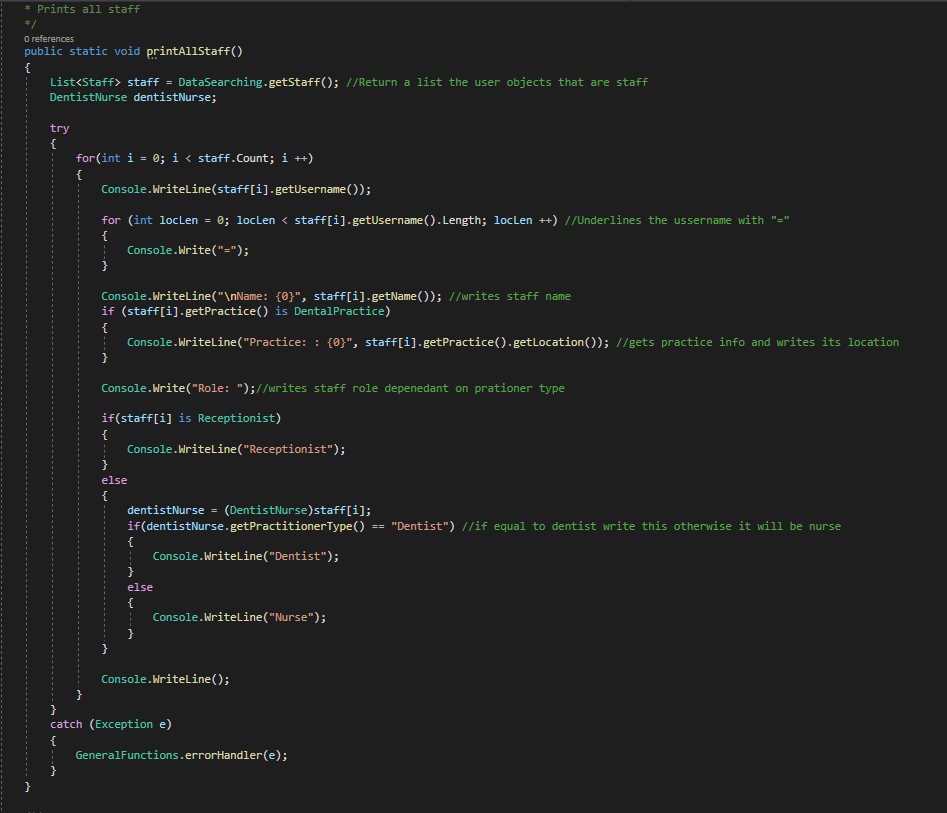 * Prints all staff
*/
0 references
public static void printAllStaff()
{
List<Staff> staff = DataSearching.getStaff(); //Return a list the user objects that are staff
DentistNurse dentistNurse;
try
{
for(int i = 0; i < staff.Count; i ++)
{
Console.WriteLine(staff[i].getUsername());
for (int locLen = 0; locLen < staff[i].getUsername().Length; locLen ++) //Underlines the ussername with "="
{
Console.Write("=");
}
Console.WriteLine("\nName: {0}", staff[i].getName()); //writes staff name
if (staff[i].getPractice() is DentalPractice)
{
Console.WriteLine("Practice: : {0}", staff[i].getPractice().getLocation()); //gets practice info and writes its location
}
Console.Write("Role: ");//writes staff role depenedant on prationer type
if(staff[i] is Receptionist)
{
Console.WriteLine("Receptionist");
}
else
{
dentistNurse = (DentistNurse)staff[i];
if(dentistNurse.getPractitionerType() == "Dentist") //if equal to dentist write this otherwise it will be nurse
{
Console.WriteLine("Dentist");
}
else
{
Console.WriteLine("Nurse");
}
}
Console.WriteLine();
}
}
catch (Exception e)
{
GeneralFunctions.errorHandler(e);
}
}